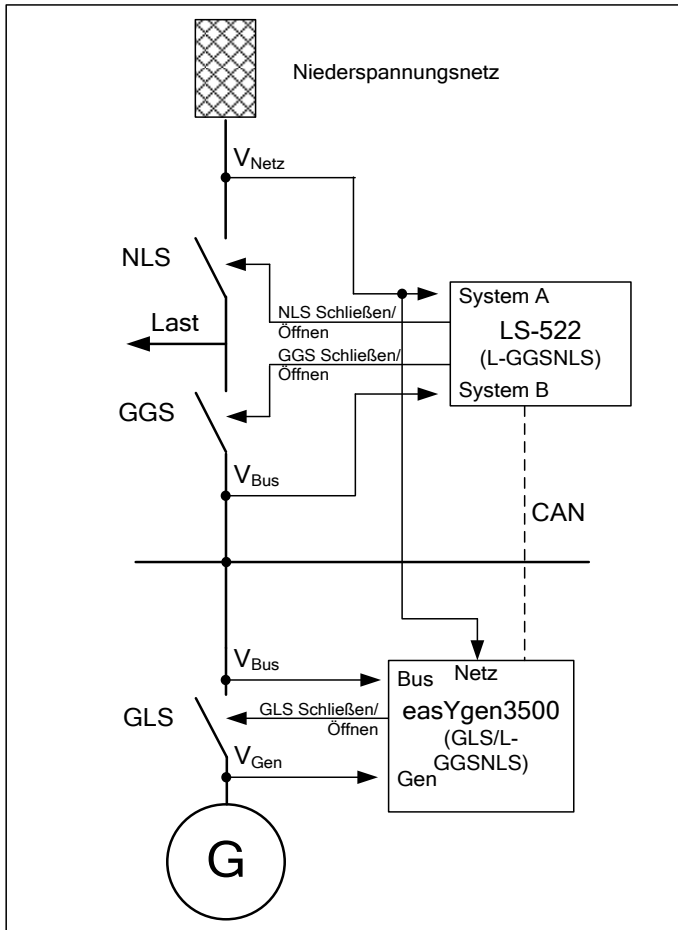 Niederspannungsnetz
VNetz
NLS
System A
NLS Schließen/
Öffnen
LS-522
(L-GGSNLS)
Last
GGS Schließen/
Öffnen
System B
GGS
VBus
CAN
VBus
Netz
Bus
GLS
GLS Schließen/
Öffnen
easYgen3500
(GLS/L-
GGSNLS)
VGen
Gen
G